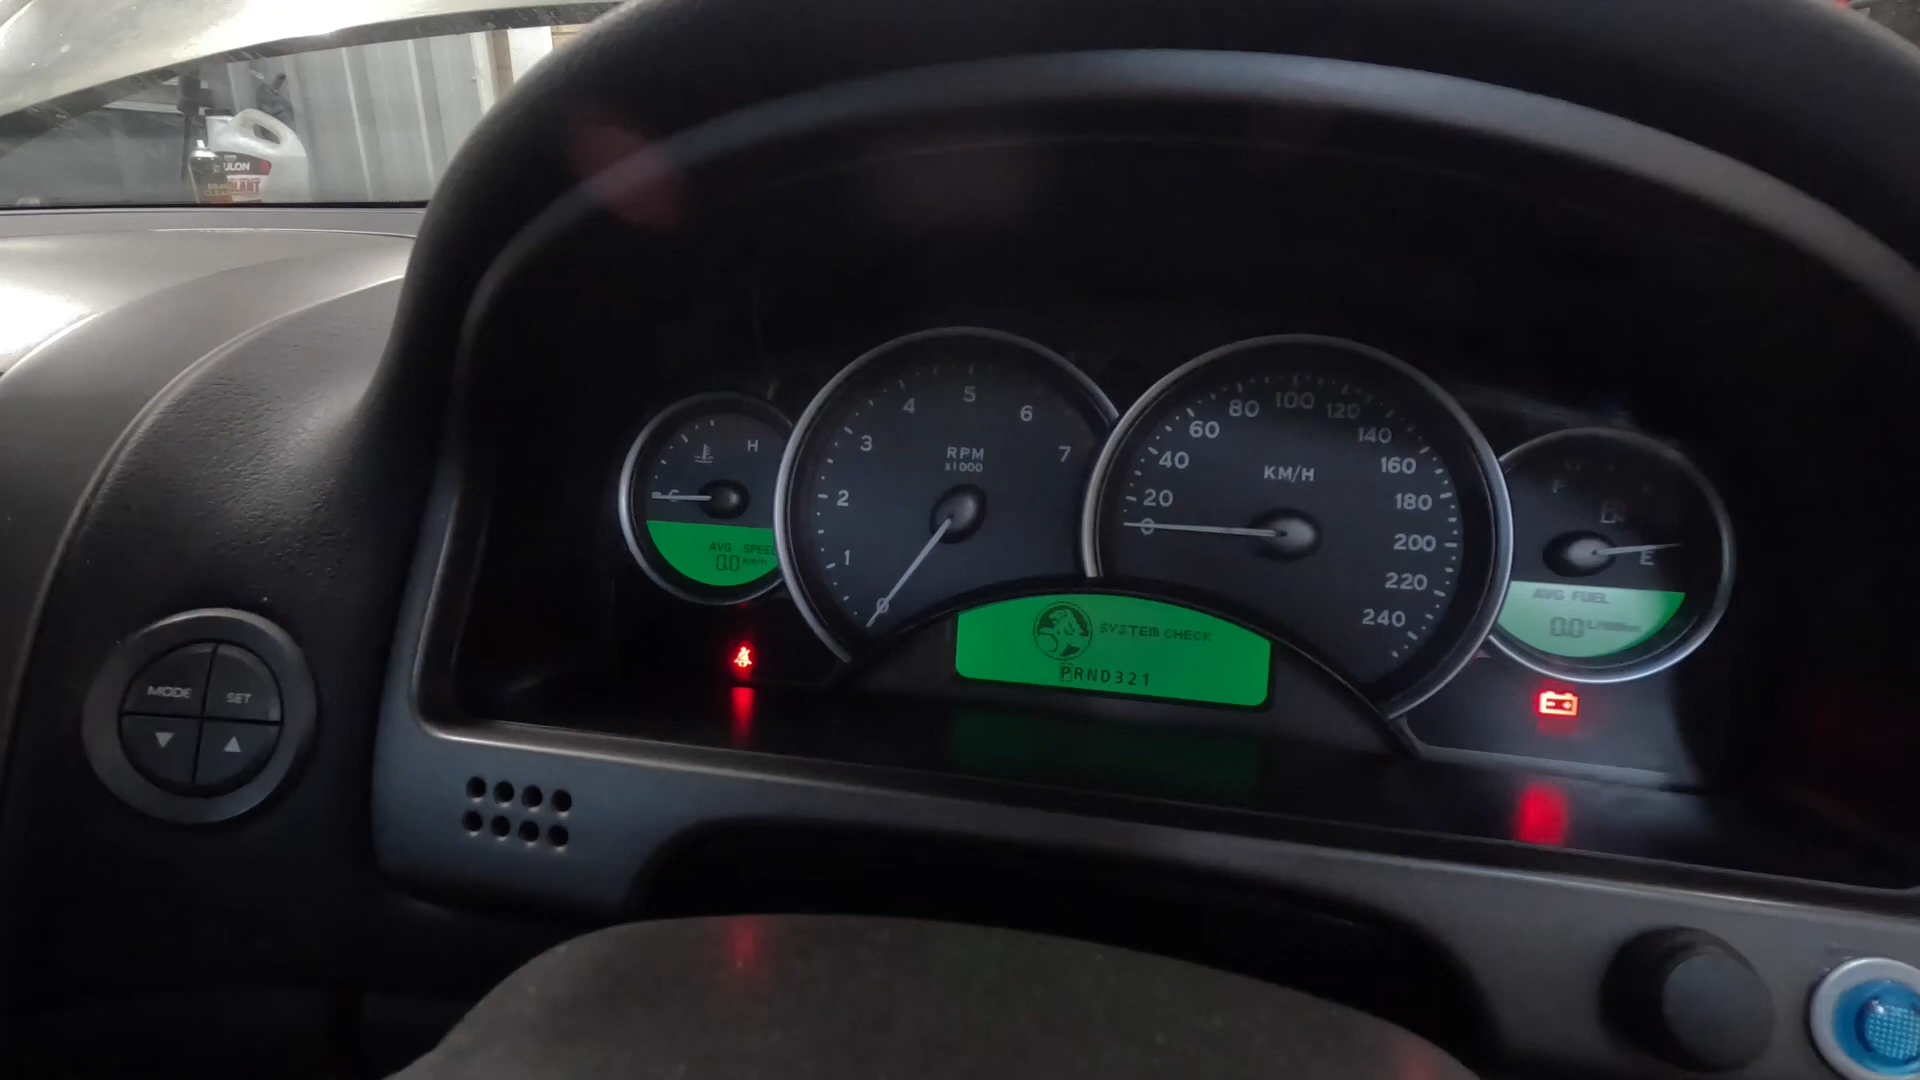 ULON
H
C
AVG SPEED
0.0 km/h
0
1
2
3
4
5
6
7
RPM
x1000
0
20
40
60
80
100
120
140
160
180
200
220
240
KM/H
F
E
AVG FUEL
0.0 L/100km
SYSTEM CHECK
PRND321
MODE
SET